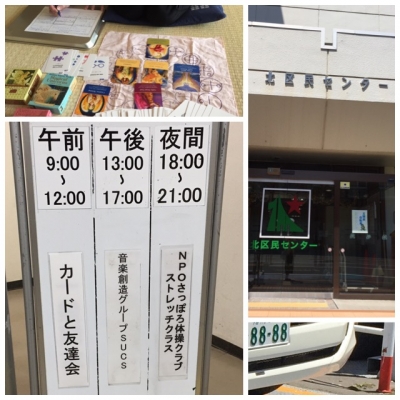 北区民センター
北区民センター
午前
9:00
~
12:00
午後
13:00
~
17:00
夜間
18:00
~
21:00
カードと友達会
音楽創造グループSUCS
NPOさっぽろ体操クラブ
ストレッチクラス
88-88